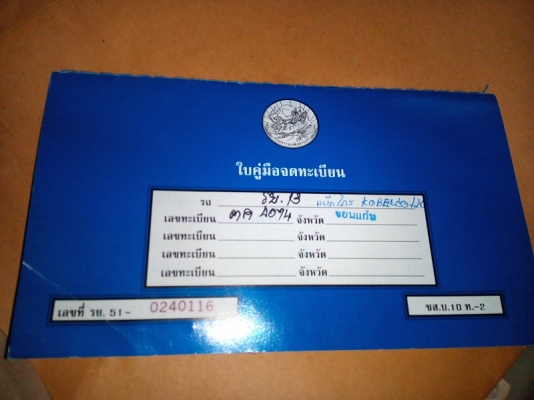 ใบคู่มือจดทะเบียน
รถ รย. 13 KOBELCO
เลขทะเบียน ตค 2074 จังหวัด ขอนแก่น
เลขทะเบียน จังหวัด
เลขทะเบียน จังหวัด
เลขทะเบียน จังหวัด
เลขที่ รย. 51- 0240116
ขส.บ.10 ท.-2